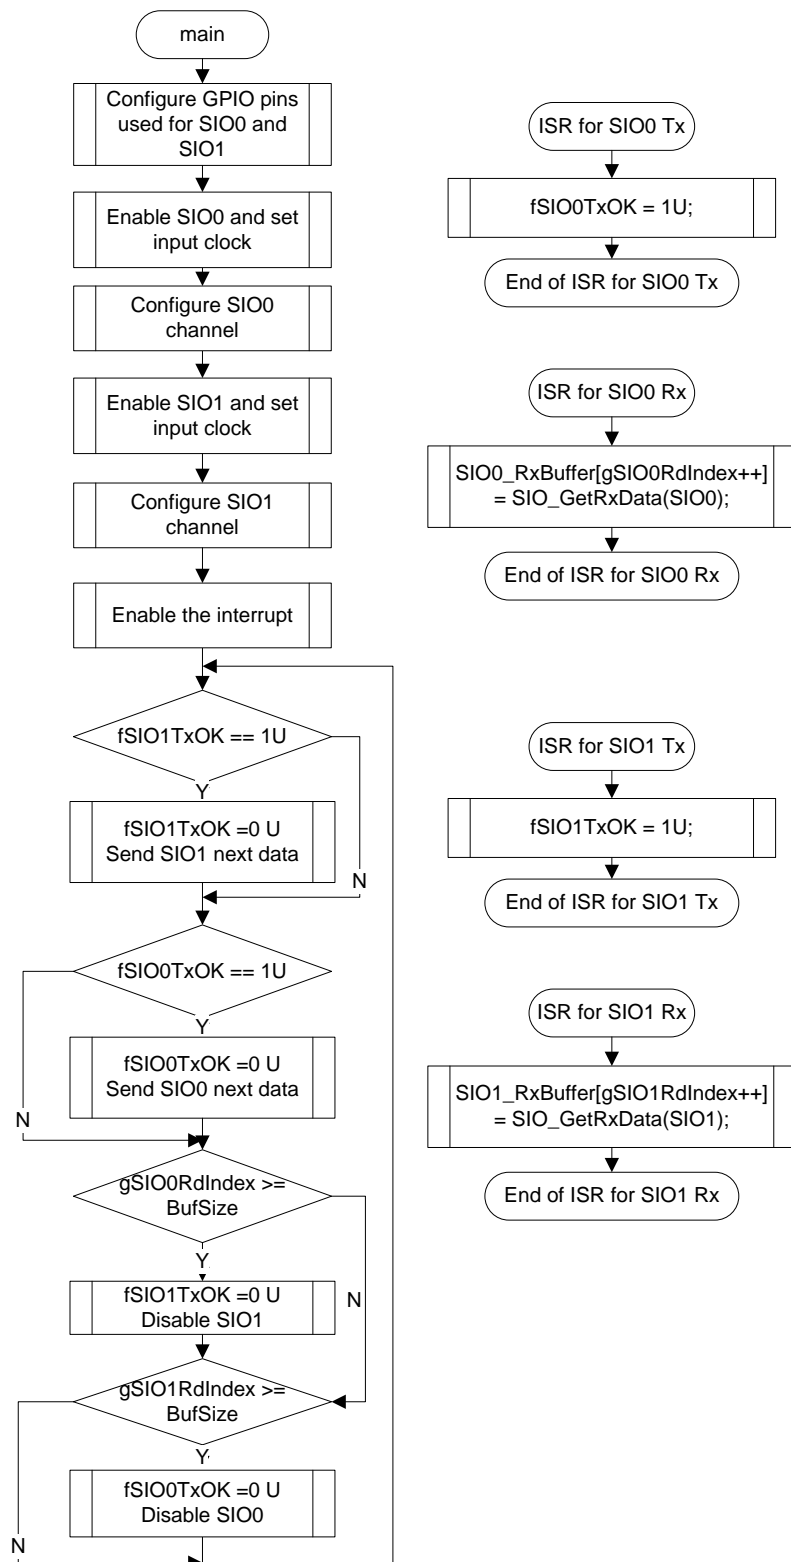 main
Configure GPIO pins
used for SIO0 and
SIO1
Enable SIO0 and set
input clock
Configure SIO0
channel
Enable SIO1 and set
input clock
Configure SIO1
channel
Enable the interrupt
fSIO1TxOK == 1U
Y
fSIO1TxOK =0 U
Send SIO1 next data
N
fSIO0TxOK == 1U
Y
fSIO0TxOK =0 U
Send SIO0 next data
N
gSIO0RdIndex >=
BufSize
Y
fSIO1TxOK =0 U
Disable SIO1
N
gSIO1RdIndex >=
BufSize
Y
fSIO0TxOK =0 U
Disable SIO0
N
ISR for SIO0 Tx
fSIO0TxOK = 1U;
End of ISR for SIO0 Tx
ISR for SIO0 Rx
SIO0_RxBuffer[gSIO0RdIndex++]
= SIO_GetRxData(SIO0);
End of ISR for SIO0 Rx
ISR for SIO1 Tx
fSIO1TxOK = 1U;
End of ISR for SIO1 Tx
ISR for SIO1 Rx
SIO1_RxBuffer[gSIO1RdIndex++]
= SIO_GetRxData(SIO1);
End of ISR for SIO1 Rx